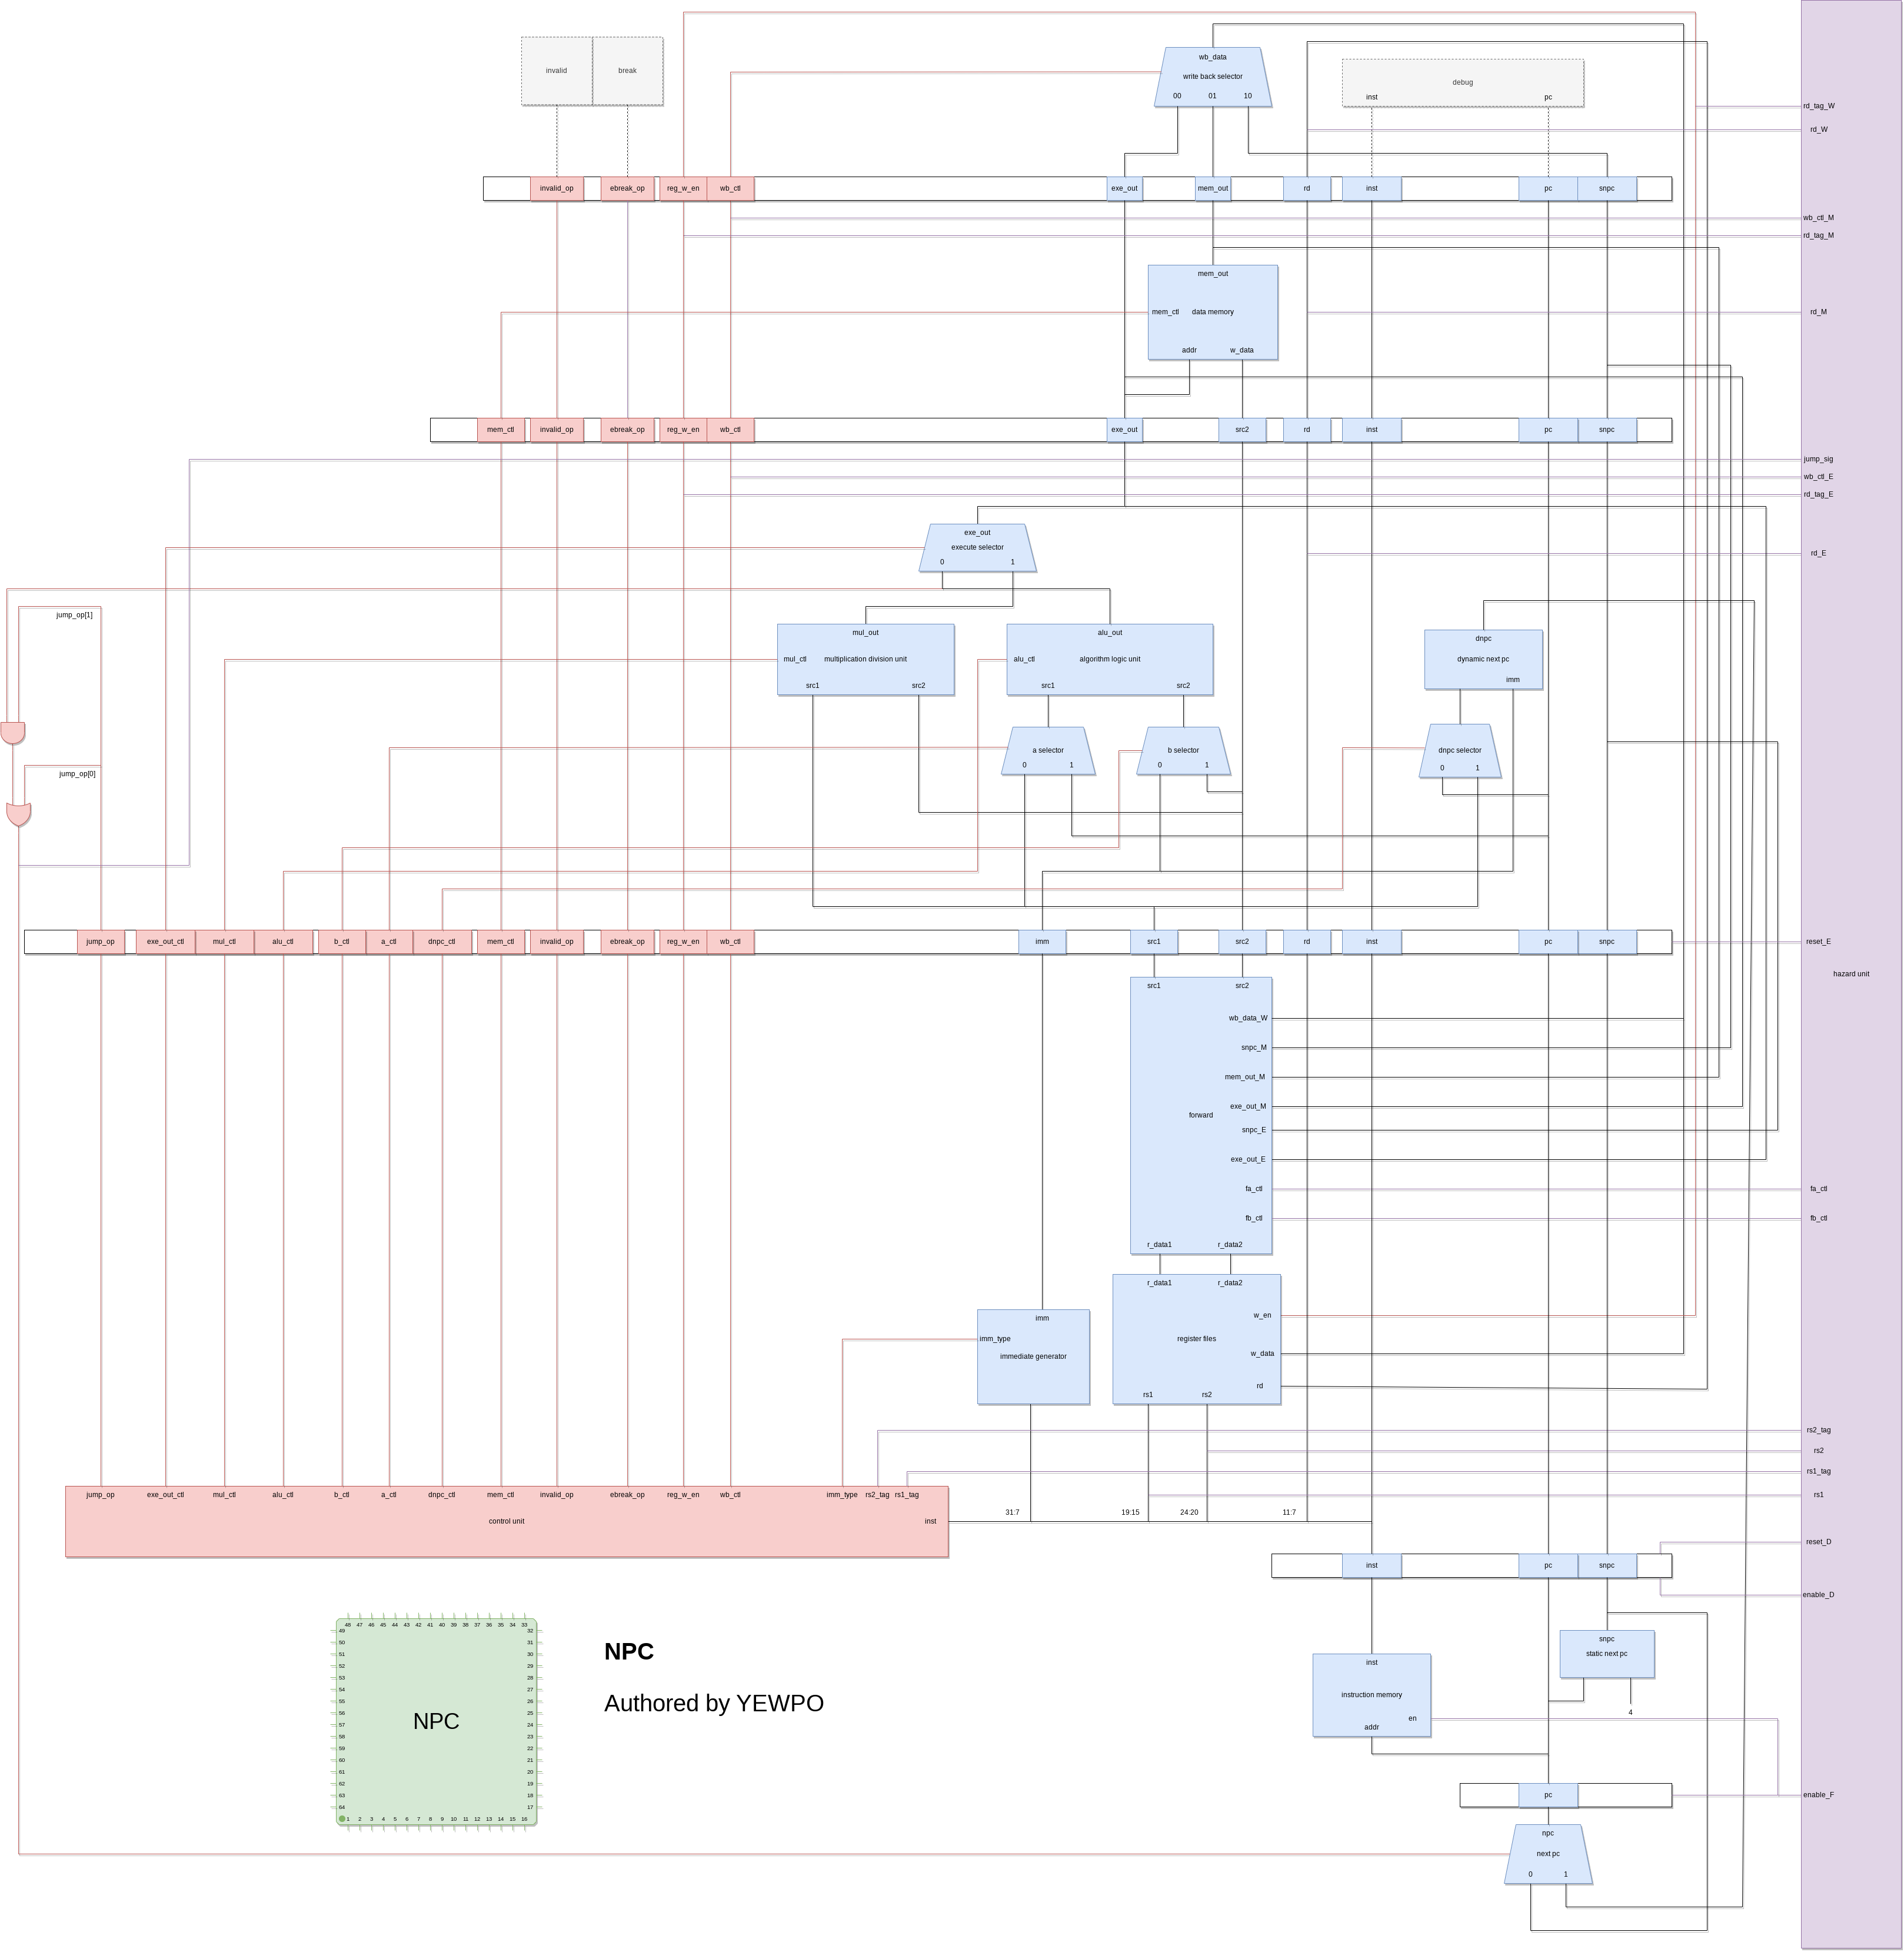 invalid
break
wb_data
write back selector
00 01 10
debug
inst pc
rd_tag_W
rd_W
invalid_op ebreak_op reg_w_en wb_ctl exe_out mem_out rd inst pc snpc
wb_ctl_M
rd_tag_M
mem_out
mem_ctl data memory
addr w_data
rd_M
mem_ctl invalid_op ebreak_op reg_w_en wb_ctl exe_out src2 rd inst pc snpc
jump_sig
wb_ctl_E
rd_tag_E
exe_out
execute selector
0 1
rd_E
jump_op[1]
mul_out
mul_ctl multiplication division unit
src1 src2
alu_out
alu_ctl algorithm logic unit
src1 src2
dnpc
dynamic next pc
imm
a selector
0 1
b selector
0 1
dnpc selector
0 1
jump_op[0]
jump_op exe_out_ctl mul_ctl alu_ctl b_ctl a_ctl dnpc_ctl mem_ctl invalid_op ebreak_op reg_w_en wb_ctl imm src1 src2 rd inst pc snpc
reset_E
hazard unit
src1 src2
wb_data_W
snpc_M
mem_out_M
exe_out_M
forward
snpc_E
exe_out_E
fa_ctl
fb_ctl
r_data1 r_data2
fa_ctl
fb_ctl
r_data1 r_data2
w_en
register files
w_data
rd
rs1 rs2
imm
imm_type
immediate generator
rs2_tag
rs2
rs1_tag
rs1
jump_op exe_out_ctl mul_ctl alu_ctl b_ctl a_ctl dnpc_ctl mem_ctl invalid_op ebreak_op reg_w_en wb_ctl imm_type rs2_tag rs1_tag
control unit inst
31:7 19:15 24:20 11:7
reset_D
inst pc snpc
enable_D
snpc
static next pc
4
inst
instruction memory
en
addr
pc
enable_F
npc
next pc
0 1
48 47 46 45 44 43 42 41 40 39 38 37 36 35 34 33
49 32
50 31
51 30
52 29
53 28
54 27
55 26
56 25
57 24
58 23
59 22
60 21
61 20
62 19
63 18
64 17
1 2 3 4 5 6 7 8 9 10 11 12 13 14 15 16
NPC
NPC
Authored by YEWPO